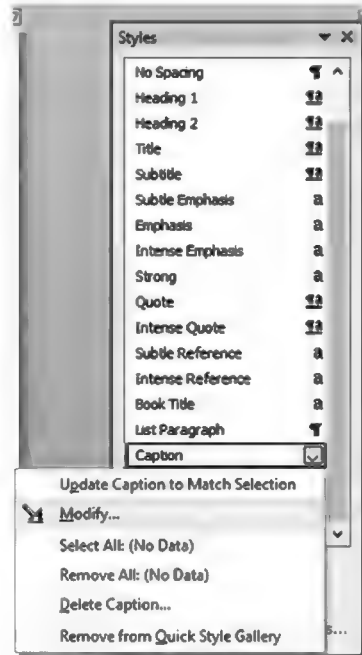 Styles
No Spacing ¶
Heading 1 ¶a
Heading 2 ¶a
Title ¶a
Subtitle ¶a
Subtle Emphasis a
Emphasis a
Intense Emphasis a
Strong a
Quote ¶a
Intense Quote ¶a
Subtle Reference a
Intense Reference a
Book Title a
List Paragraph ¶
Caption
Update Caption to Match Selection
Modify...
Select All: (No Data)
Remove All: (No Data)
Delete Caption...
Remove from Quick Style Gallery